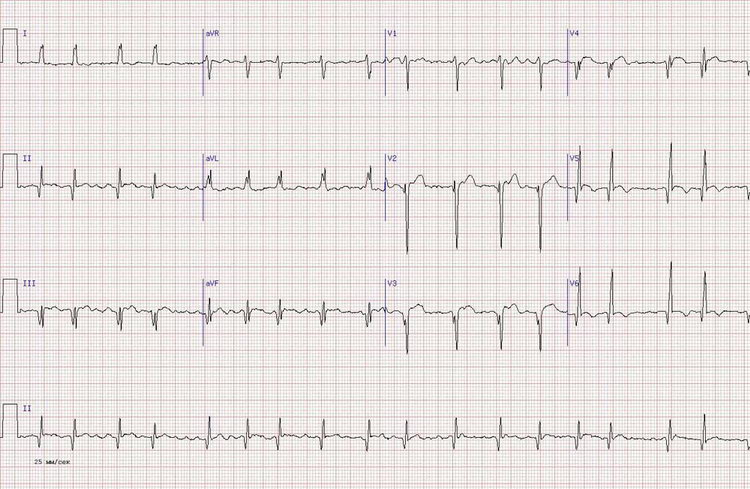 I aVR V1 V4
II aVL V2 V5
III aVF V3 V6
II
25 мм/сек